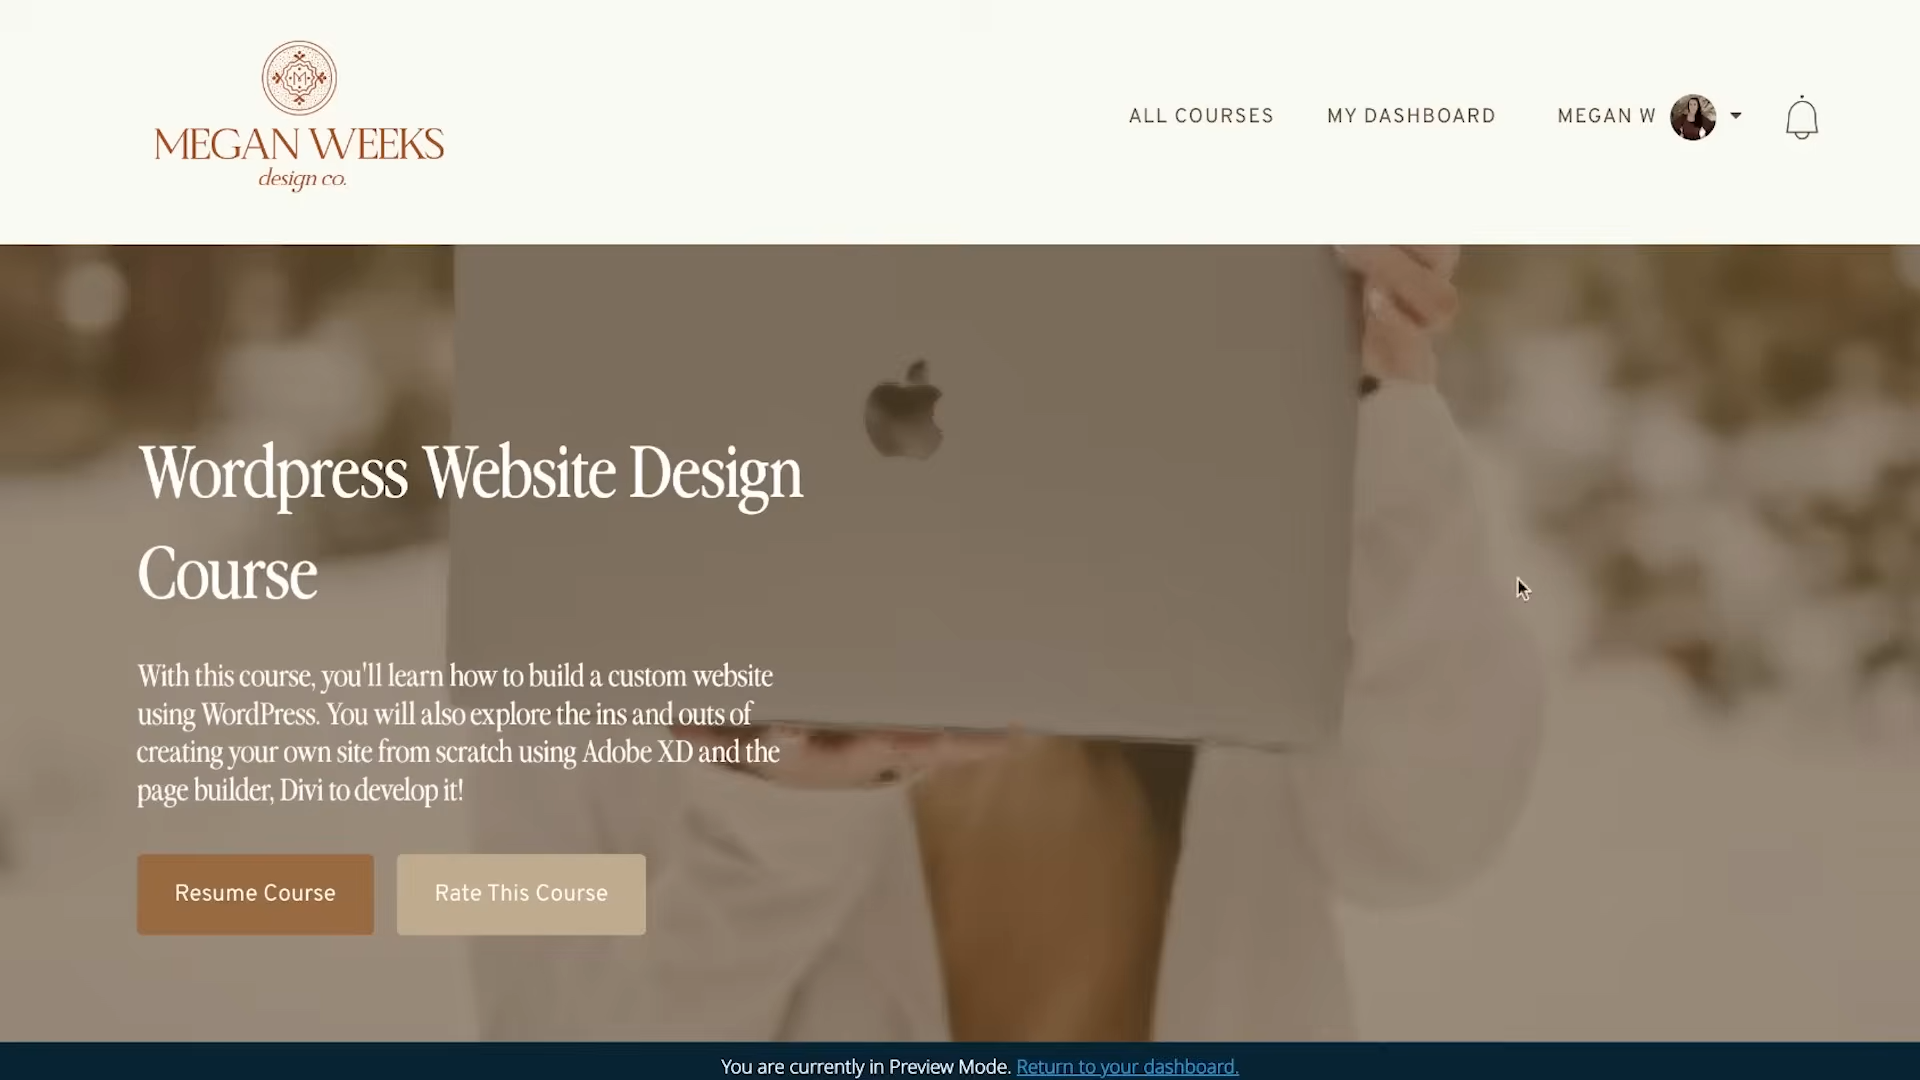 M
MEGAN WEEKS
design co.
ALL COURSES
MY DASHBOARD
MEGAN W
Wordpress Website Design
Course
With this course, you'll learn how to build a custom website
using WordPress. You will also explore the ins and outs of
creating your own site from scratch using Adobe XD and the
page builder, Divi to develop it!
Resume Course
Rate This Course
You are currently in Preview Mode. Return to your dashboard.